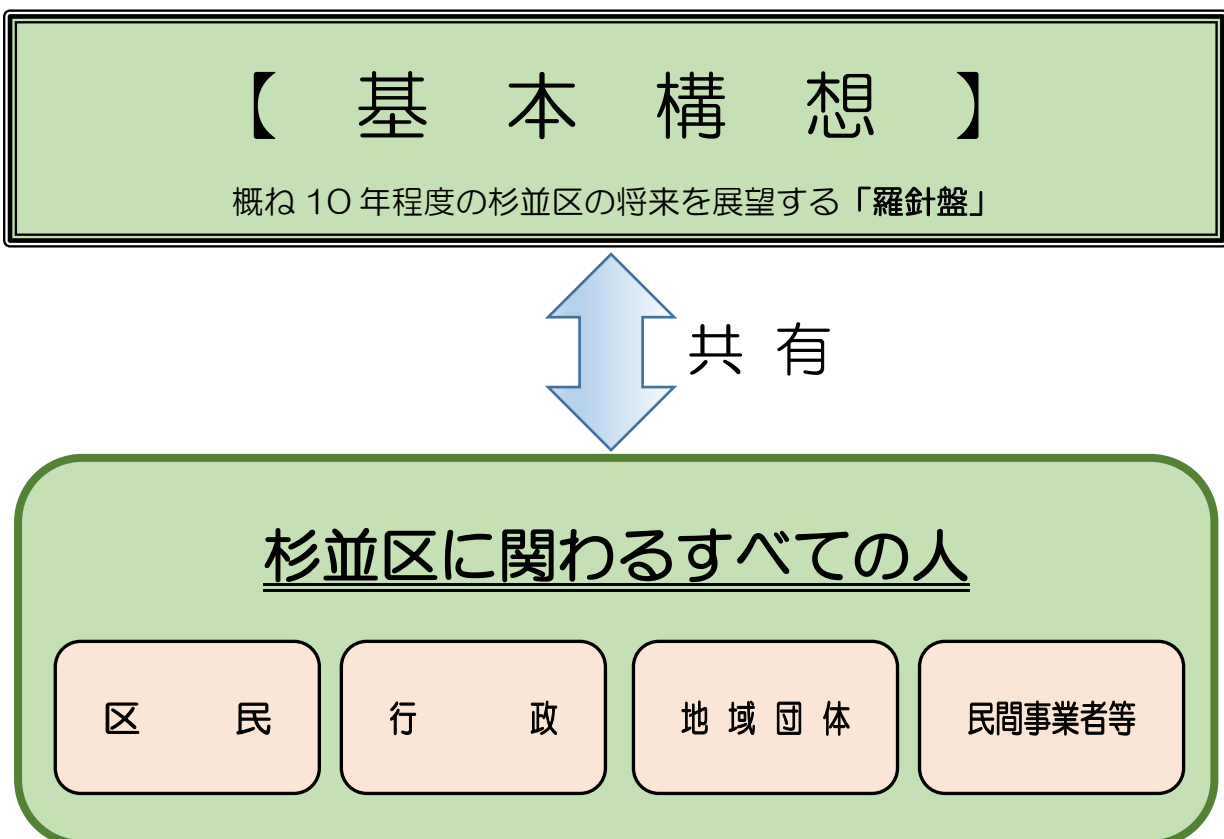 【 基 本 構 想 】
概ね 10 年程度の杉並区の将来を展望する「羅針盤」
共 有
杉並区に関わるすべての人
区 民
行 政
地 域 団 体
民間事業者等